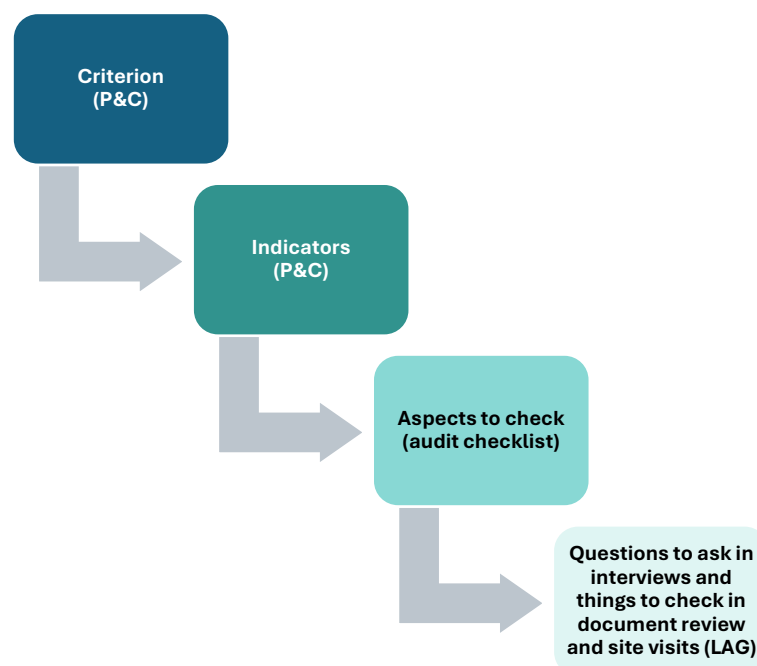 Criterion
(P&C)
Indicators
(P&C)
Aspects to check
(audit checklist)
Questions to ask in
interviews and
things to check in
document review
and site visits (LAG)